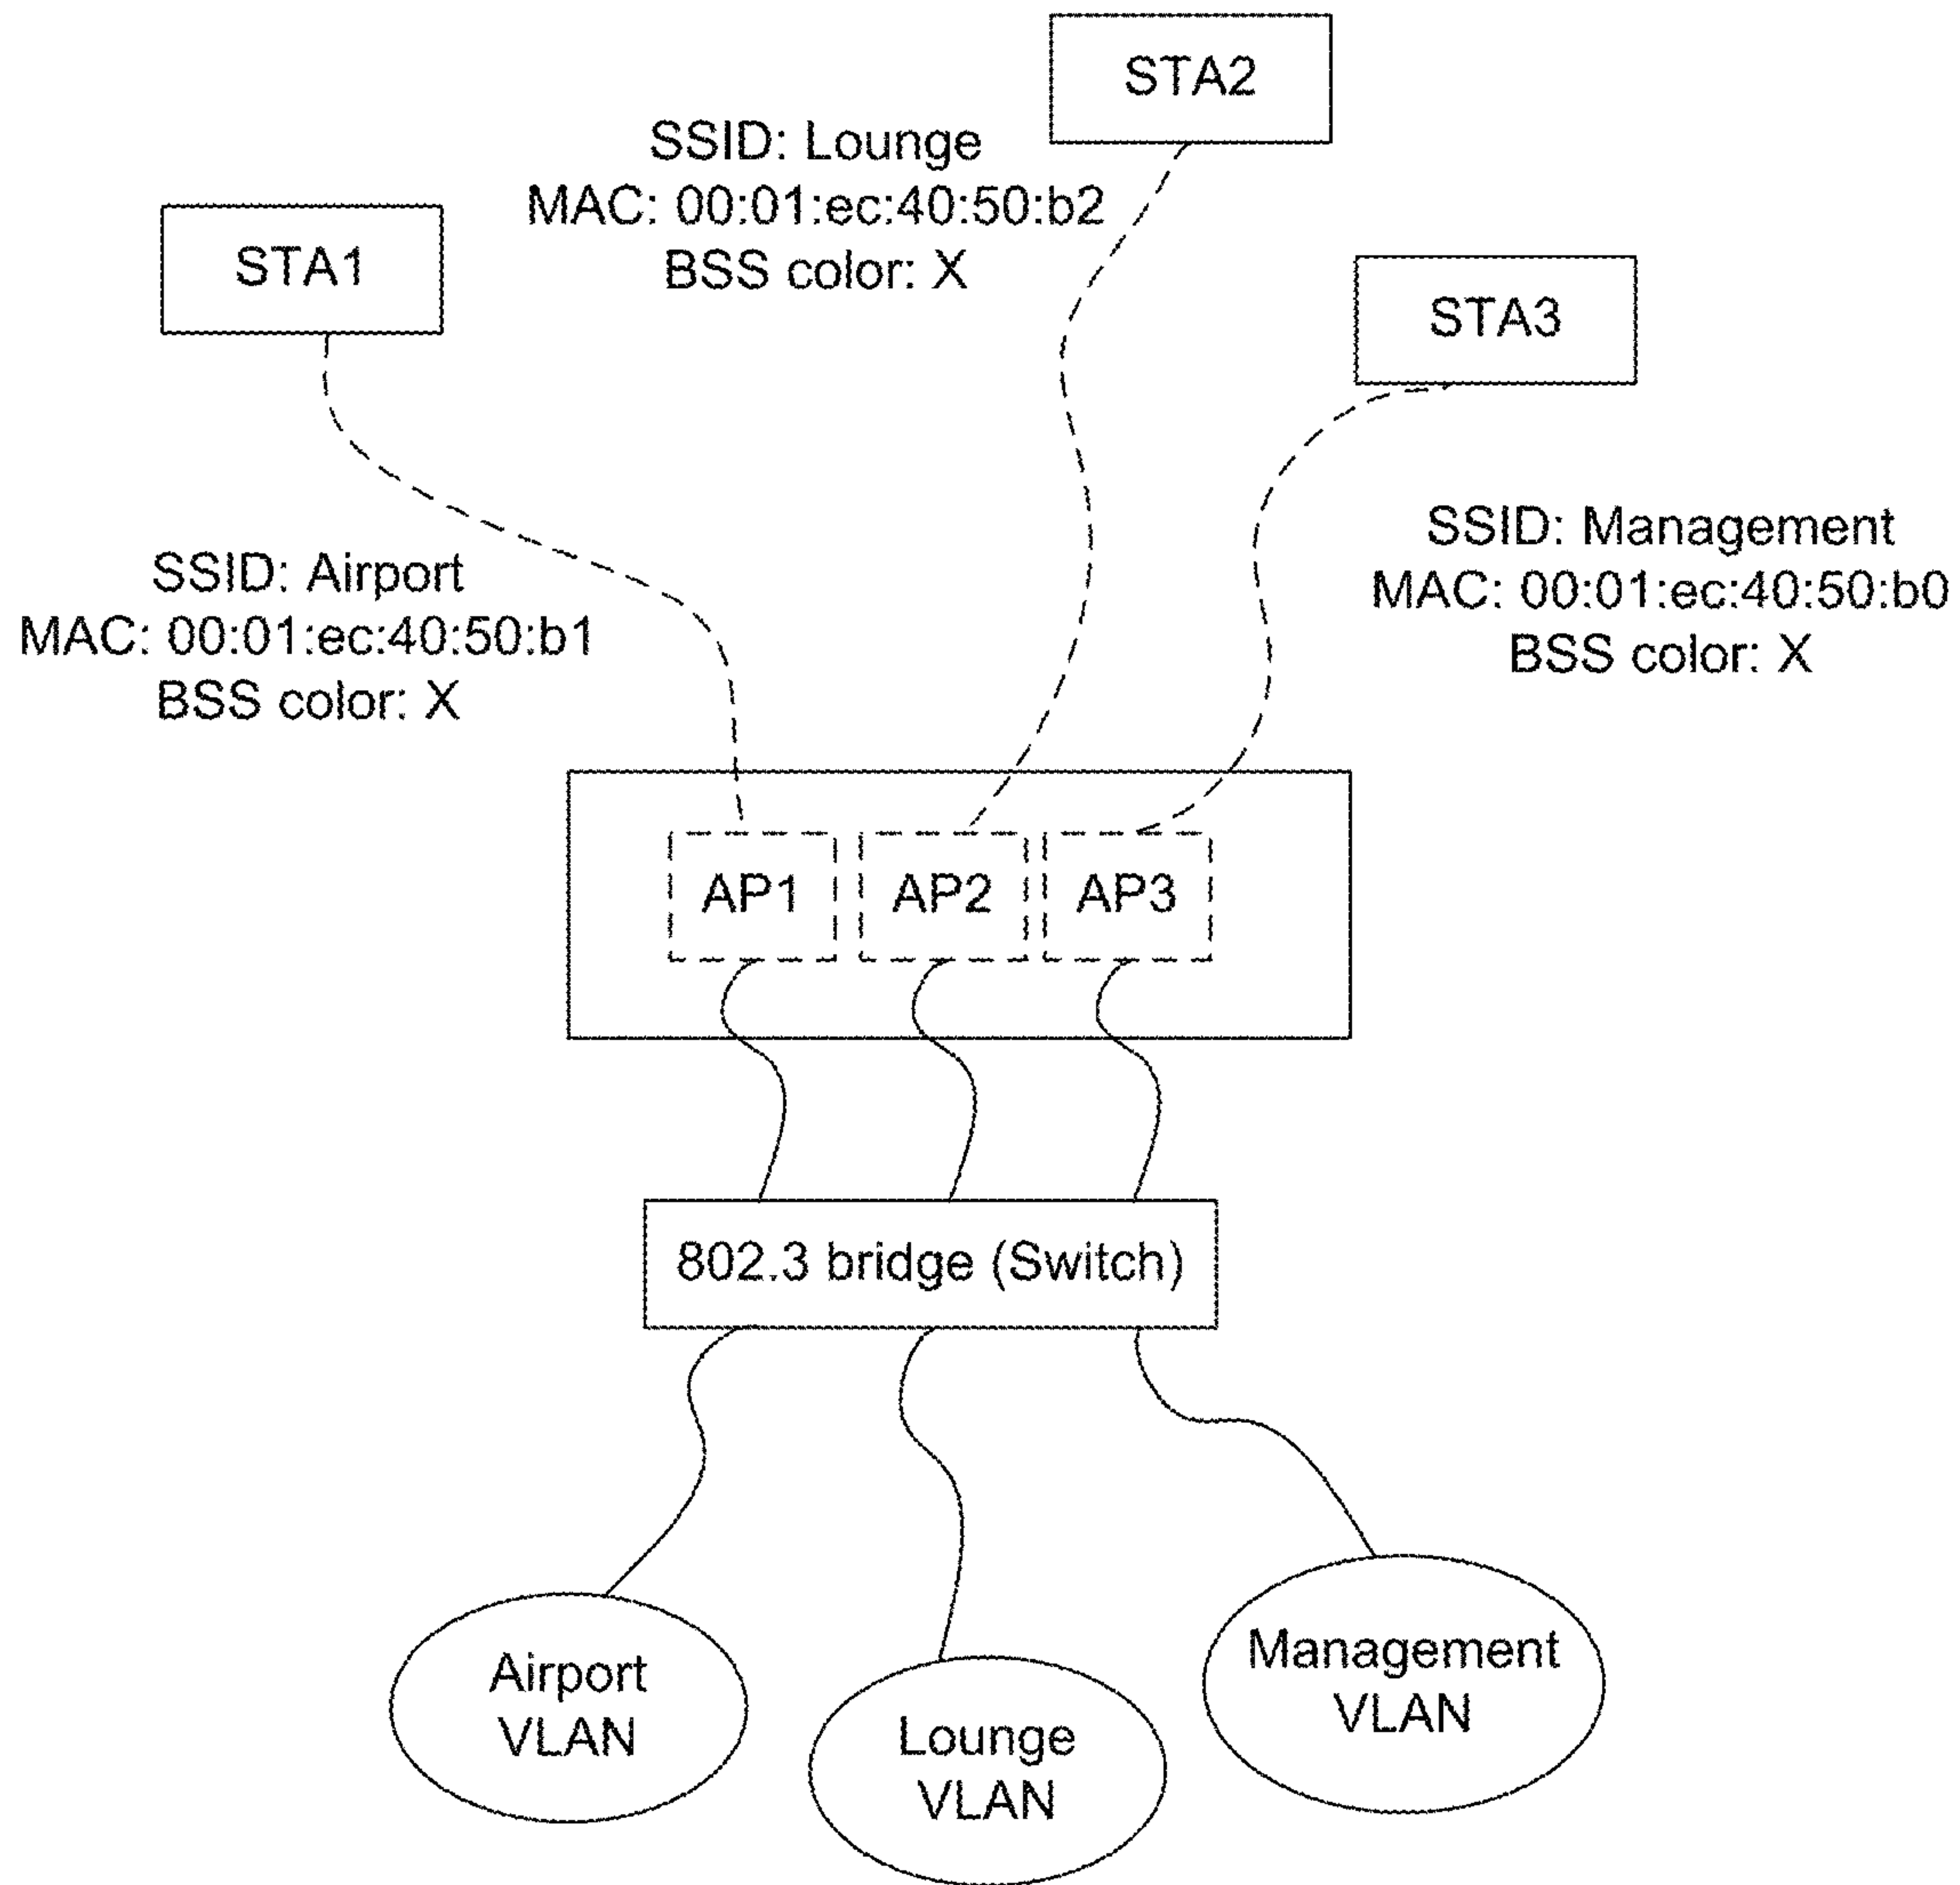 STA2
SSID: Lounge
MAC: 00:01:ec:40:50:b2
BSS color: X
STA1
STA3
SSID: Management
MAC: 00:01:ec:40:50:b0
BSS color: X
SSID: Airport
MAC: 00:01:ec:40:50:b1
BSS color: X
AP1
AP2
AP3
802.3 bridge (Switch)
Airport
VLAN
Lounge
VLAN
Management
VLAN